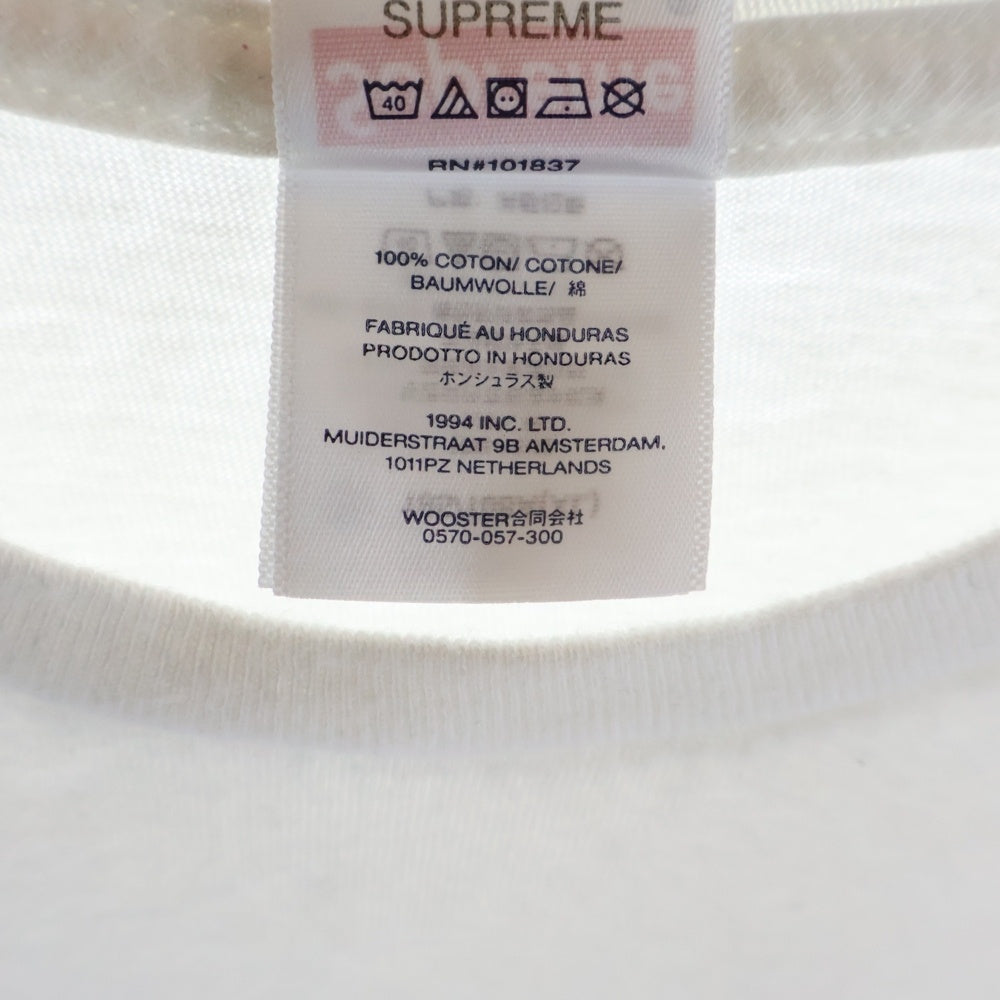 SUPREME
40
RN#101837
100% COTON/ COTONE/
BAUMWOLLE/ 綿
FABRIQUÉ AU HONDURAS
PRODOTTO IN HONDURAS
ホンシュラス製
1994 INC. LTD.
MUIDERSTRAAT 9B AMSTERDAM.
1011PZ NETHERLANDS
WOOSTER合同会社
0570-057-300